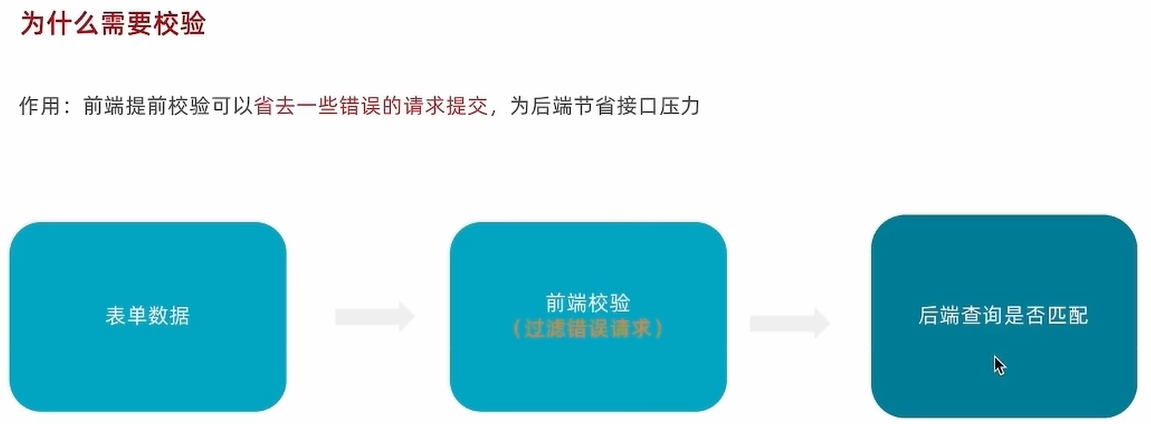 为什么需要校验
作用：前端提前校验可以省去一些错误的请求提交，为后端节省接口压力
表单数据
前端校验
（过滤错误请求）
后端查询是否匹配